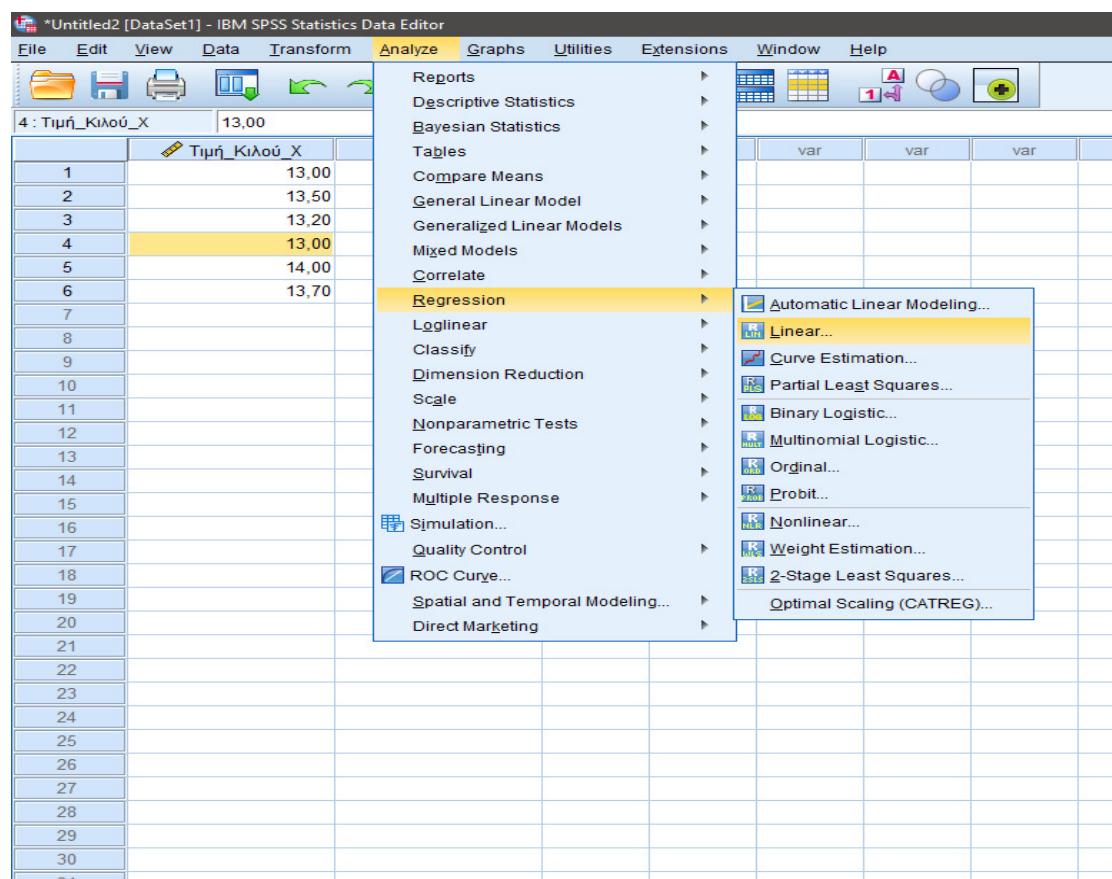 *Untitled2 [DataSet1] - IBM SPSS Statistics Data Editor
File Edit View Data Transform Analyze Graphs Utilities Extensions Window Help
4 : Τιμή_Κιλού_Χ 13,00
Τιμή_Κιλού_Χ var var var
1 13,00
2 13,50
3 13,20
4 13,00
5 14,00
6 13,70
7
8
9
10
11
12
13
14
15
16
17
18
19
20
21
22
23
24
25
26
27
28
29
30
Reports
Descriptive Statistics
Bayesian Statistics
Tables
Compare Means
General Linear Model
Generalized Linear Models
Mixed Models
Correlate
Regression
Loglinear
Classify
Dimension Reduction
Scale
Nonparametric Tests
Forecasting
Survival
Multiple Response
Simulation...
Quality Control
ROC Curve...
Spatial and Temporal Modeling...
Direct Marketing
Automatic Linear Modeling...
Linear...
Curve Estimation...
Partial Least Squares...
Binary Logistic...
Multinomial Logistic...
Ordinal...
Probit...
Nonlinear...
Weight Estimation...
2-Stage Least Squares...
Optimal Scaling (CATREG)...